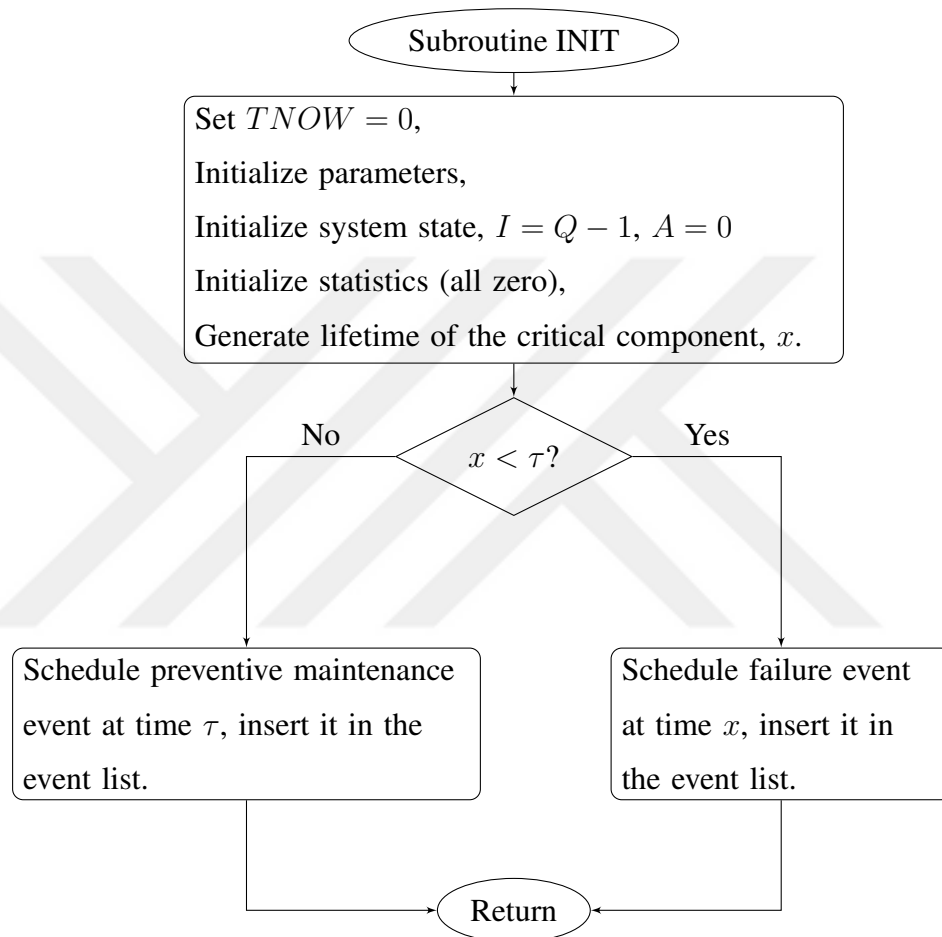 Subroutine INIT
Set TNOW = 0,
Initialize parameters,
Initialize system state, I = Q − 1, A = 0
Initialize statistics (all zero),
Generate lifetime of the critical component, x.
No
x < τ?
Yes
Schedule preventive maintenance
event at time τ, insert it in the
event list.
Schedule failure event
at time x, insert it in
the event list.
Return